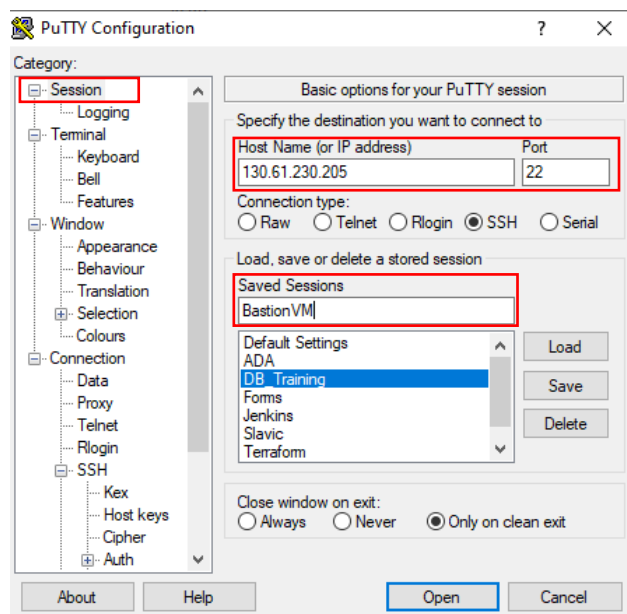 PuTTY Configuration
?
Category:
Session
Logging
Terminal
Keyboard
Bell
Features
Window
Appearance
Behaviour
Translation
Selection
Colours
Connection
Data
Proxy
Telnet
Rlogin
SSH
Kex
Host keys
Cipher
Auth
Basic options for your PuTTY session
Specify the destination you want to connect to
Host Name (or IP address) Port
130.61.230.205 22
Connection type:
Raw Telnet Rlogin SSH Serial
Load, save or delete a stored session
Saved Sessions
BastionVM
Default Settings
ADA
DB_Training
Forms
Jenkins
Slavic
Terraform
Load
Save
Delete
Close window on exit:
Always Never Only on clean exit
About Help Open Cancel